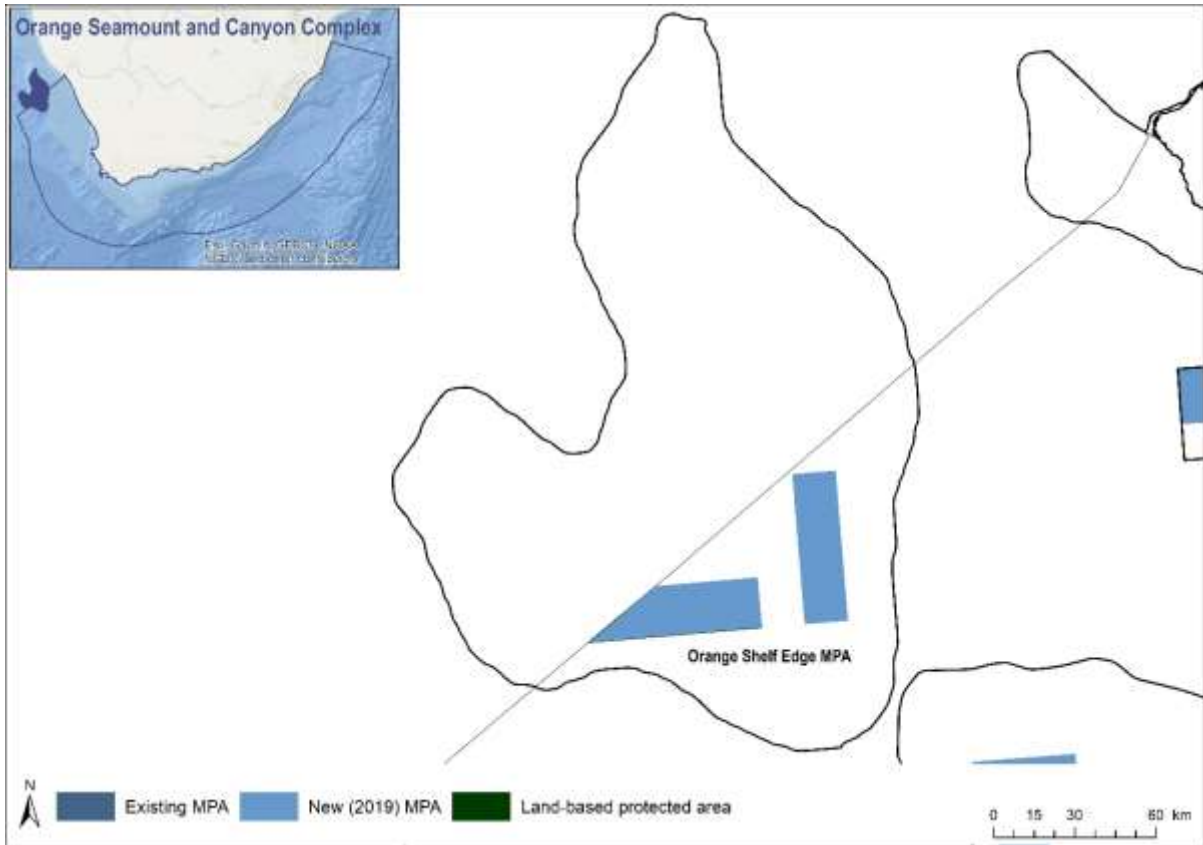 Orange Seamount and Canyon Complex
Orange Shelf Edge MPA
N
Existing MPA
New (2019) MPA
Land-based protected area
0 15 30 60 km